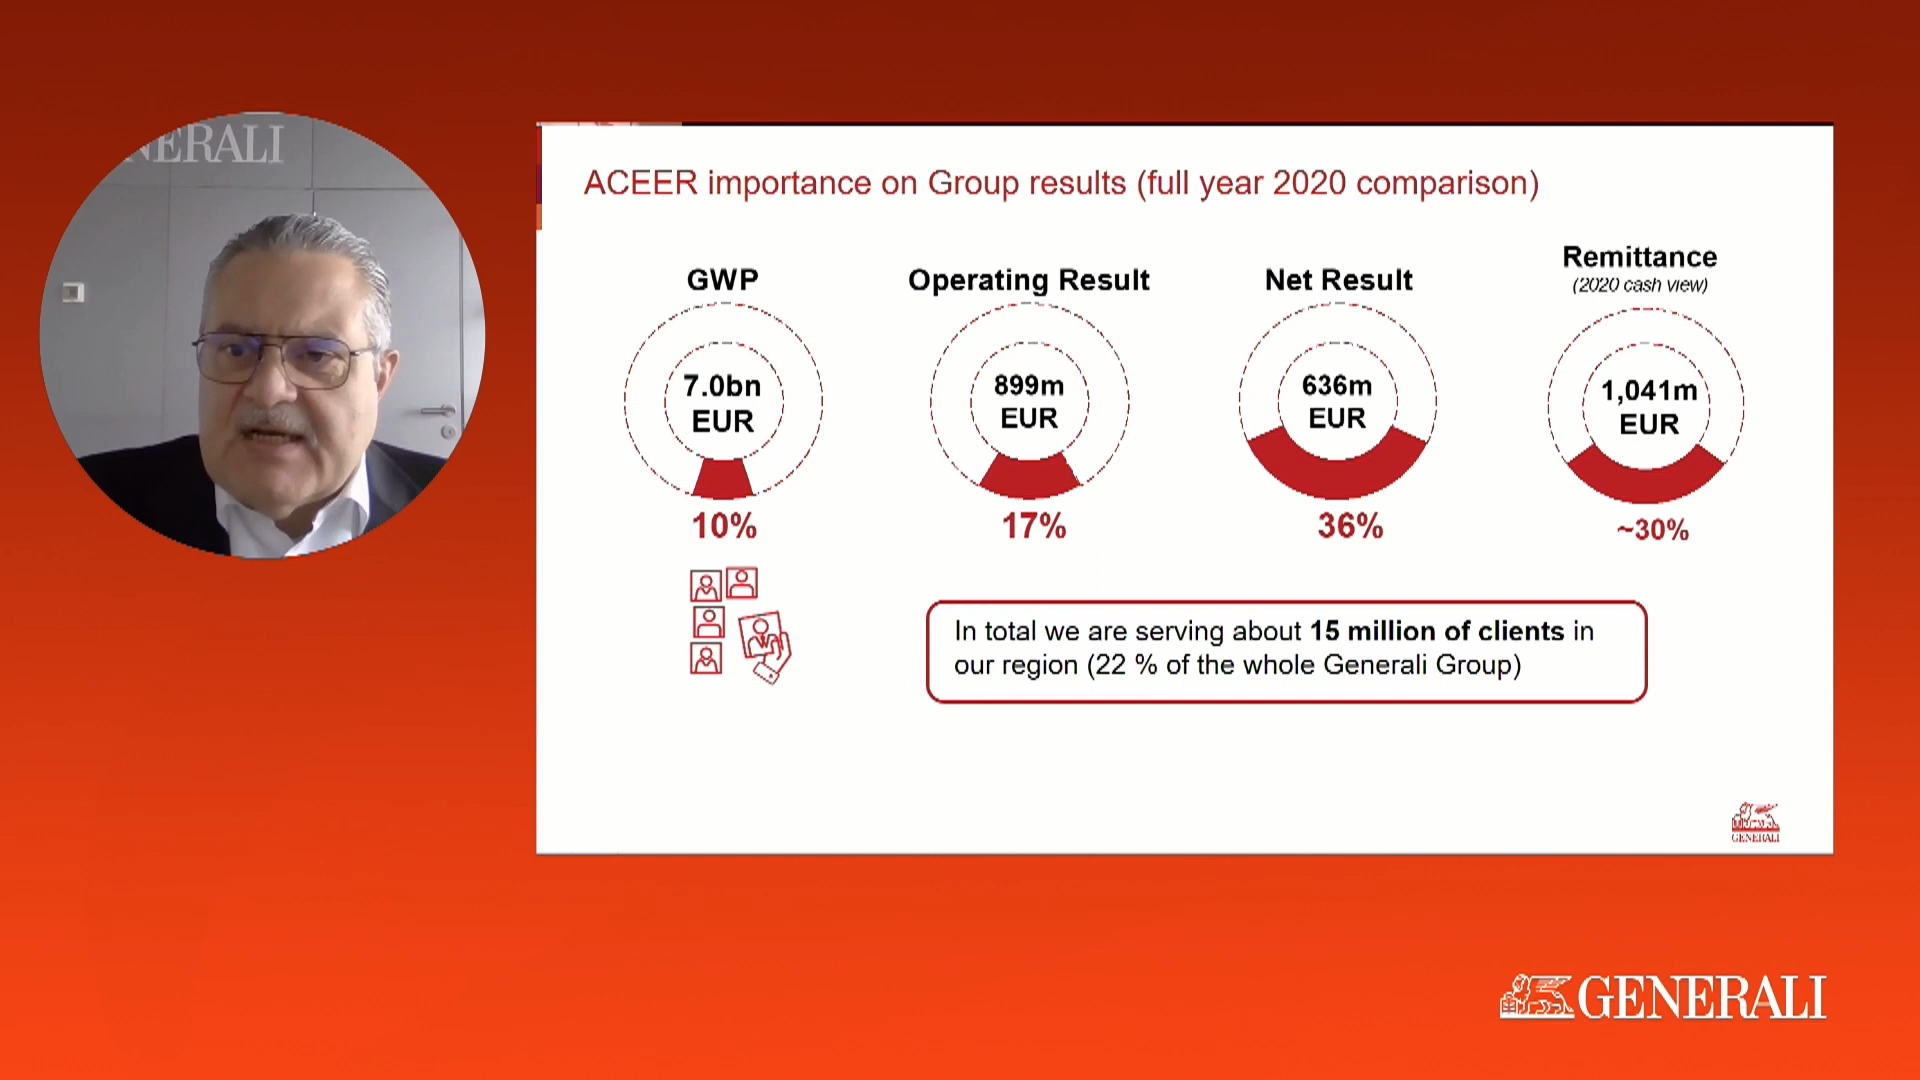 NERALI
ACEER importance on Group results (full year 2020 comparison)
GWP
7.0bn
EUR
10%
Operating Result
899m
EUR
17%
Net Result
636m
EUR
36%
Remittance
(2020 cash view)
1,041m
EUR
~30%
In total we are serving about 15 million of clients in
our region (22 % of the whole Generali Group)
GENERALI
GENERALI